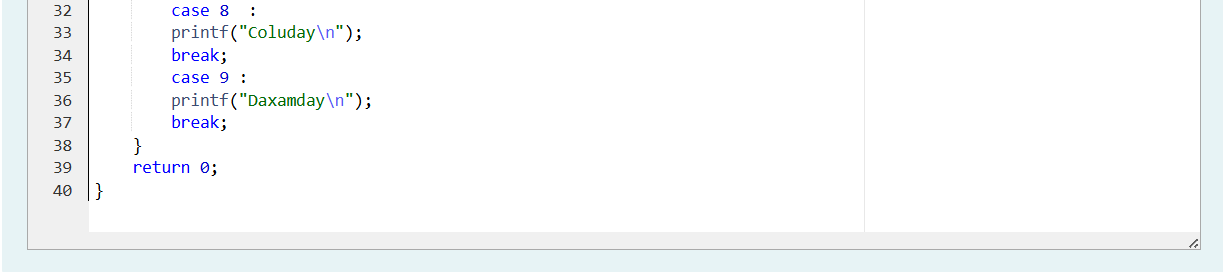 32 case 8  :
33 printf("Coluday\n");
34 break;
35 case 9 :
36 printf("Daxamday\n");
37 break;
38 }
39 return 0;
40 }